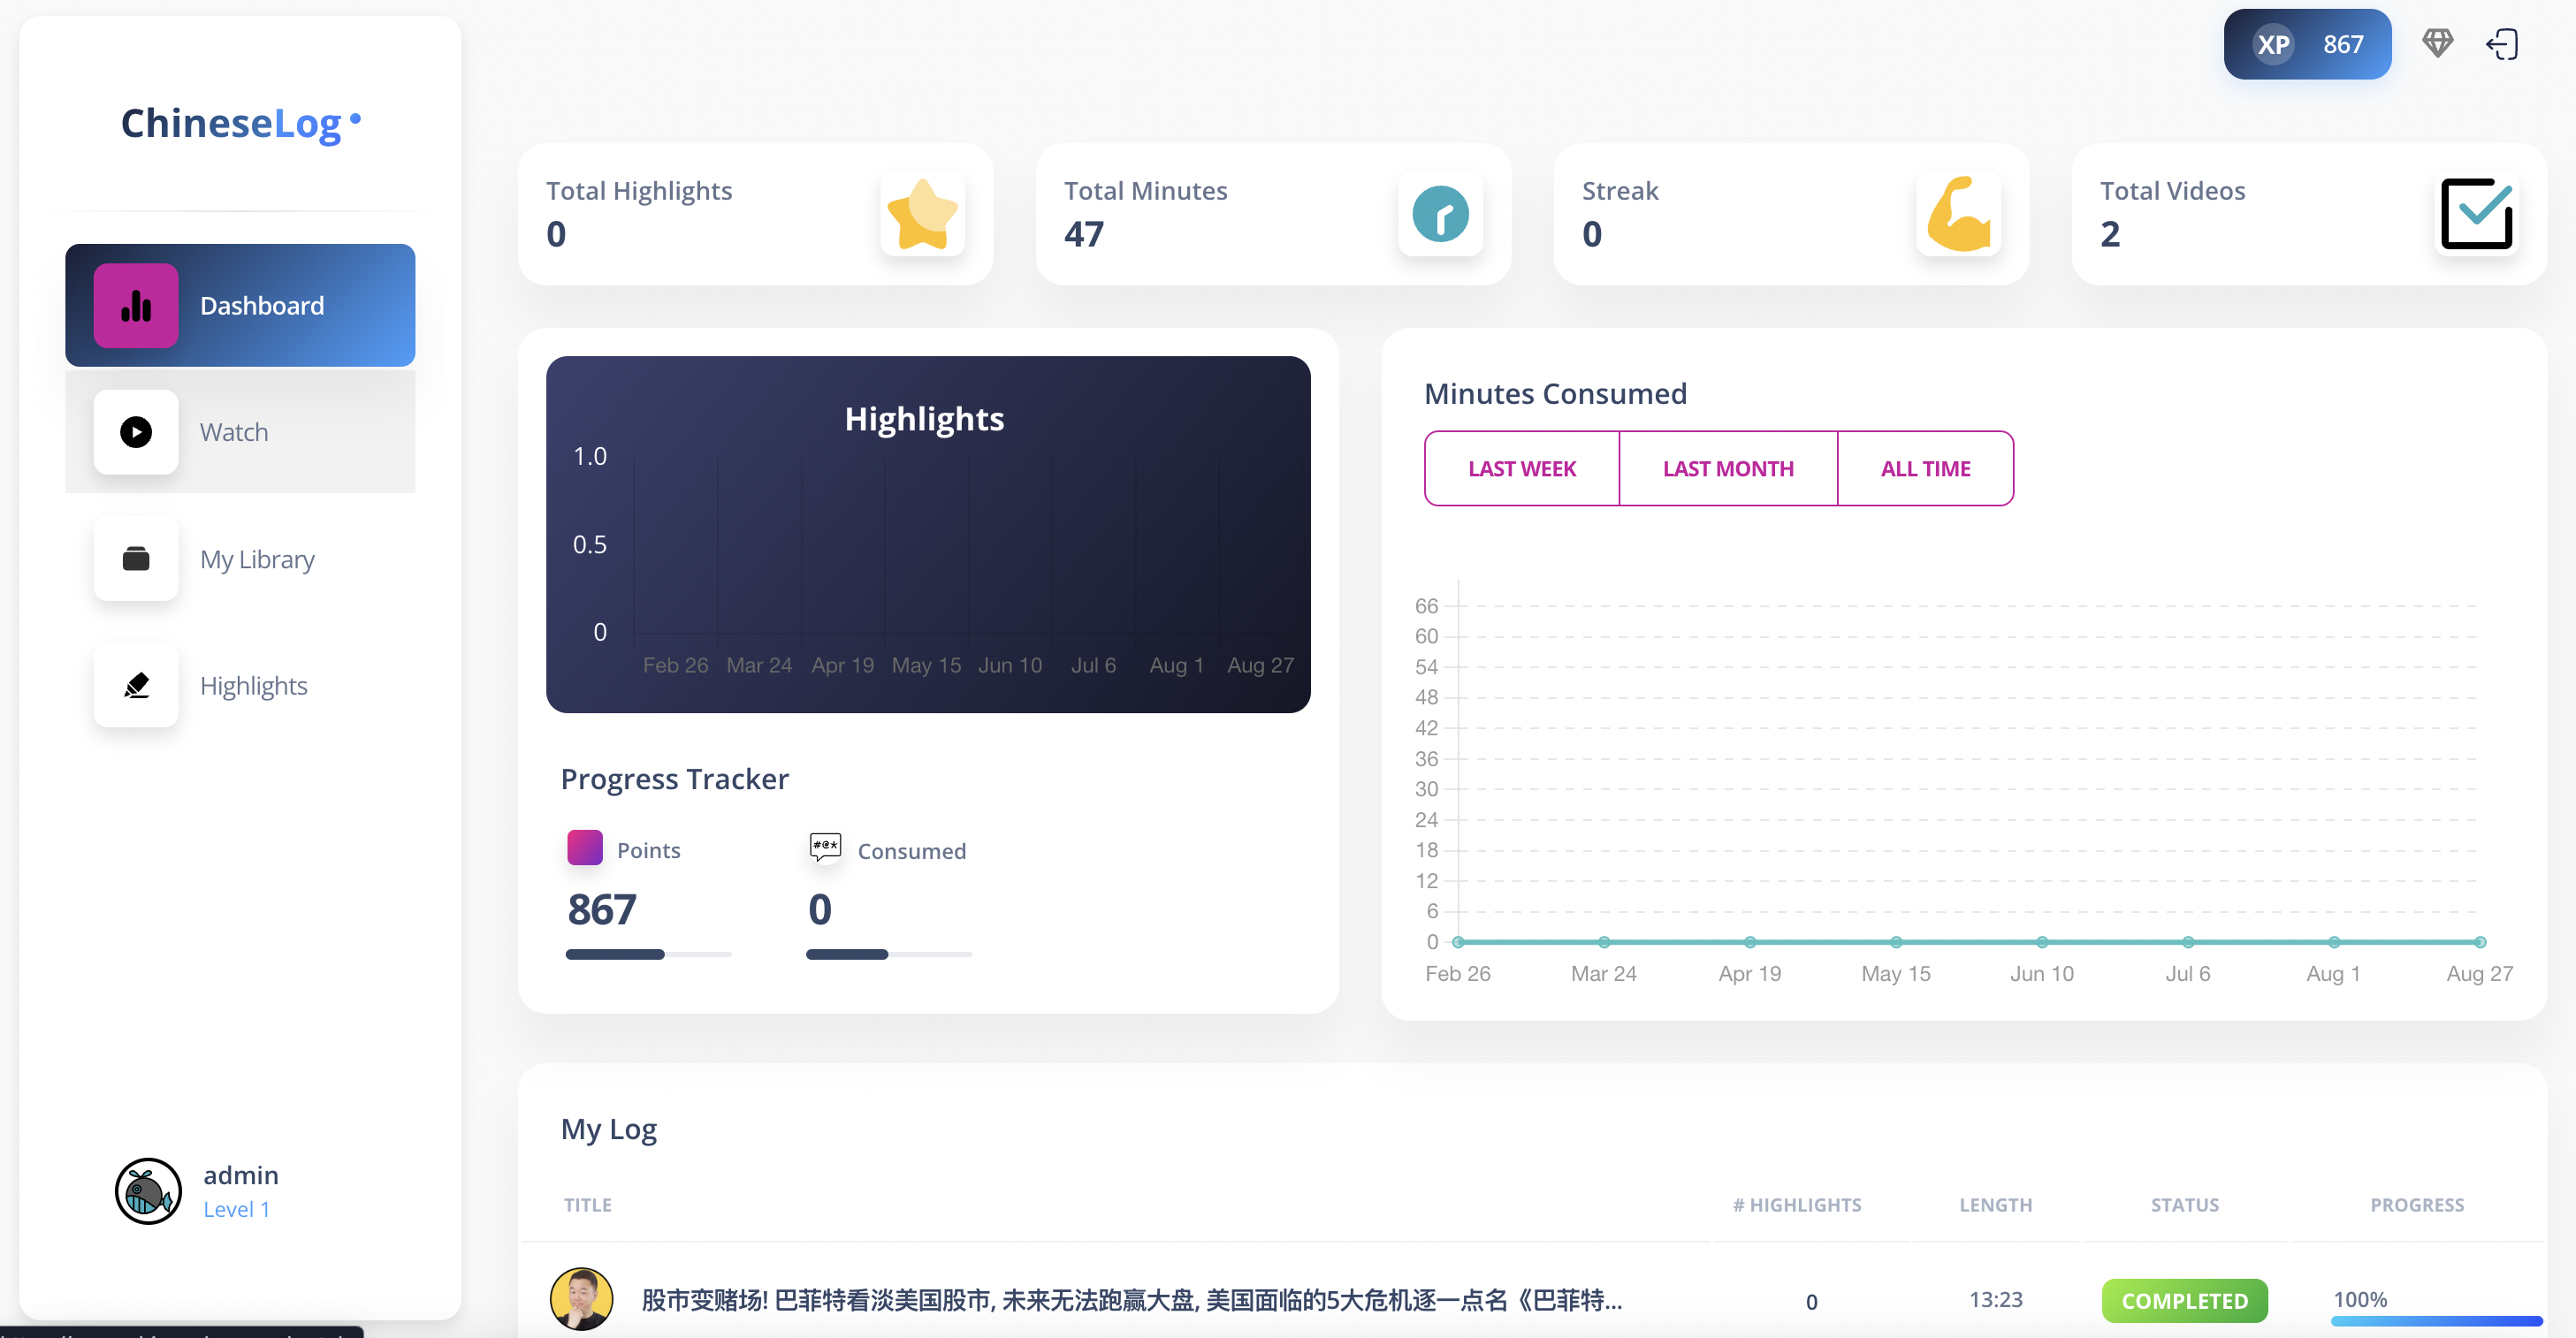 XP 867
ChineseLog
Total Highlights
0
Total Minutes
47
Streak
0
Total Videos
2
Dashboard
Watch
My Library
Highlights
Highlights
1.0
0.5
0
Feb 26 Mar 24 Apr 19 May 15 Jun 10 Jul 6 Aug 1 Aug 27
Progress Tracker
Points
867
#@*
Consumed
0
Minutes Consumed
LAST WEEK LAST MONTH ALL TIME
66
60
54
48
42
36
30
24
18
12
6
0
Feb 26 Mar 24 Apr 19 May 15 Jun 10 Jul 6 Aug 1 Aug 27
admin
Level 1
My Log
TITLE # HIGHLIGHTS LENGTH STATUS PROGRESS
股市变赌场! 巴菲特看淡美国股市, 未来无法跑赢大盘, 美国面临的5大危机逐一点名《巴菲特... 0 13:23 COMPLETED 100%